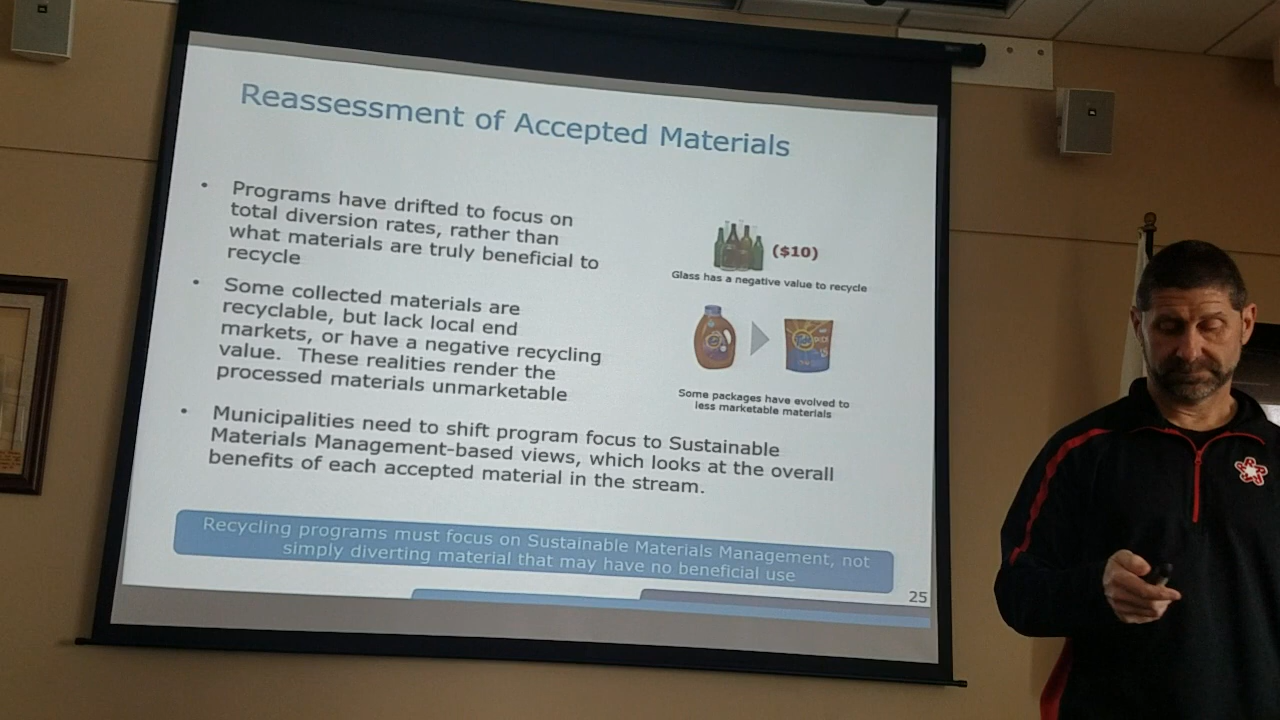 Reassessment of Accepted Materials
• Programs have drifted to focus on
total diversion rates, rather than
what materials are truly beneficial to
recycle
• Some collected materials are
recyclable, but lack local end
markets, or have a negative recycling
value. These realities render the
processed materials unmarketable
• Municipalities need to shift program focus to Sustainable
Materials Management-based views, which looks at the overall
benefits of each accepted material in the stream.
($10)
Glass has a negative value to recycle
Some packages have evolved to
less marketable materials
Recycling programs must focus on Sustainable Materials Management, not
simply diverting material that may have no beneficial use
25